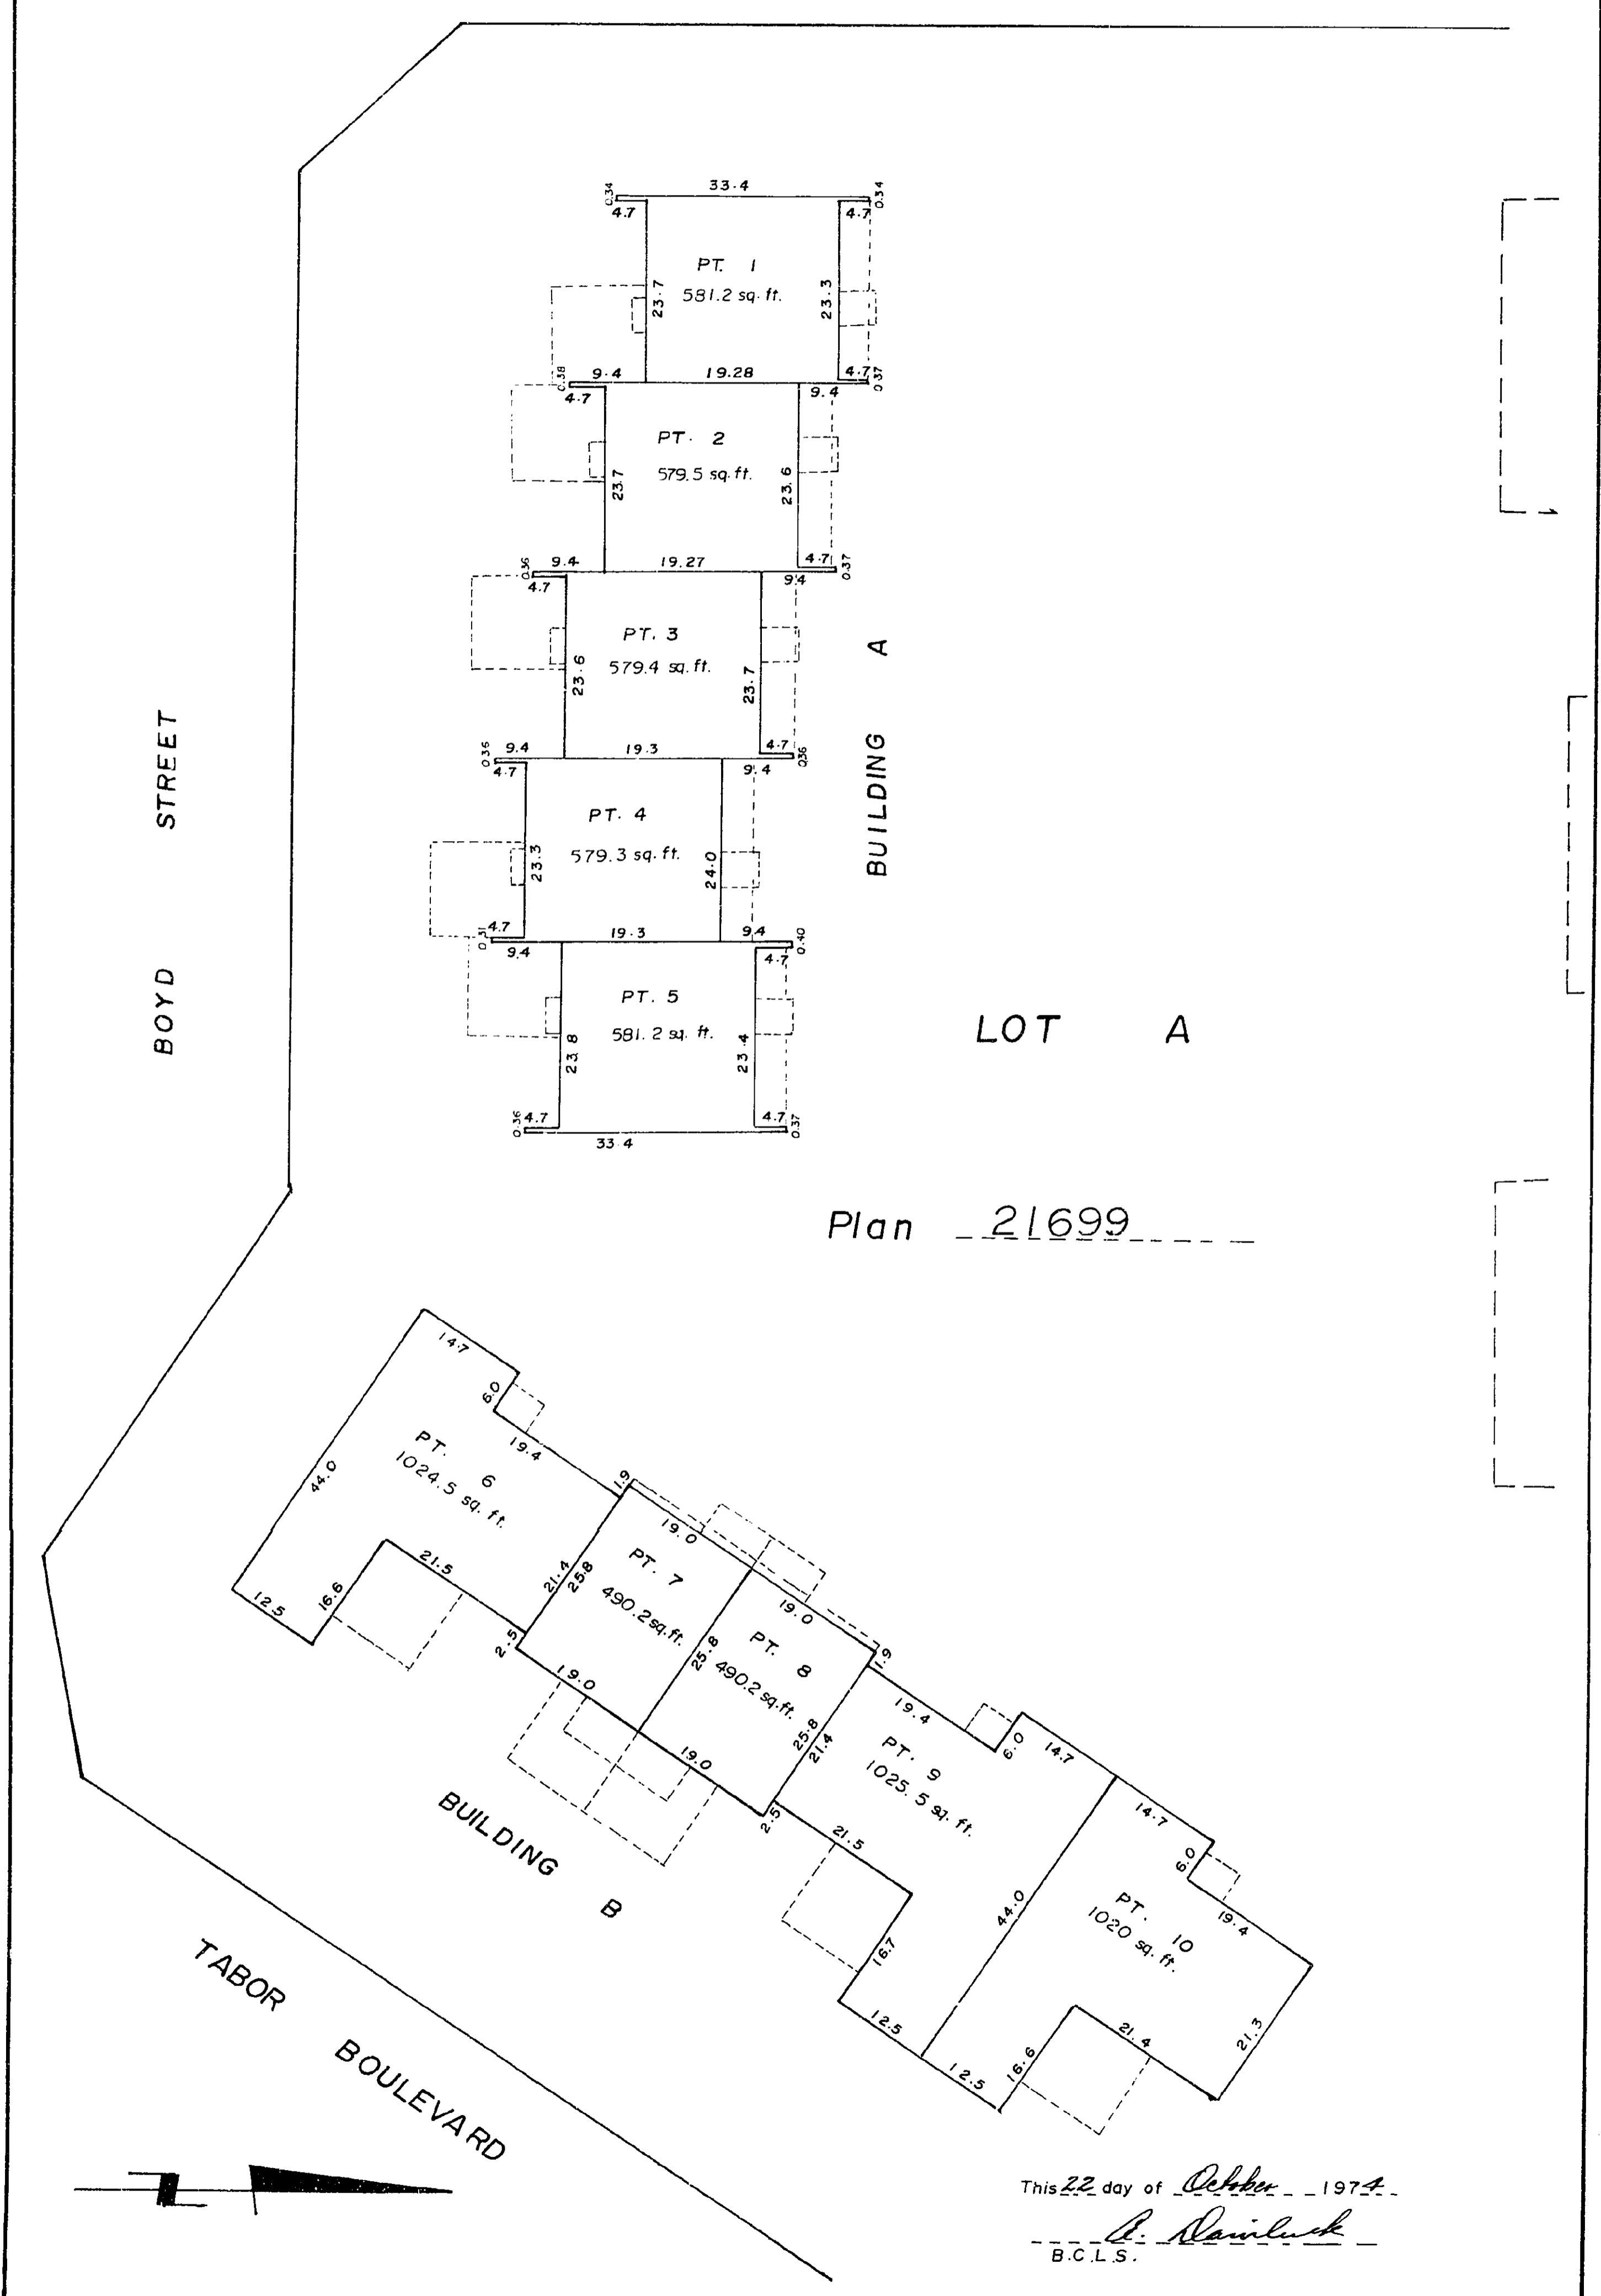 33.4
0.34
0.34
4.7
4.7
PT. 1
581.2 sq. ft.
23.7
23.3
0.38
9.4
19.28
4.7
0.37
4.7
9.4
PT. 2
579.5 sq. ft.
23.7
23.6
0.36
9.4
19.27
4.7
0.37
4.7
9.4
PT. 3
579.4 sq. ft.
23.6
23.7
0.36
9.4
19.3
4.7
0.36
4.7
9.4
PT. 4
579.3 sq. ft.
23.3
24.0
4.7
19.3
9.4
0.40
0.31
9.4
4.7
PT. 5
581.2 sq. ft.
23.8
23.4
0.36
4.7
4.7
0.37
33.4
BUILDING A
BOYD STREET
LOT A
Plan 21699
14.7
6.0
19.4
PT. 6
1024.5 sq. ft.
44.0
12.5
16.6
21.5
21.4
1.9
25.8
2.5
19.0
PT. 7
490.2 sq. ft.
19.0
25.8
19.0
PT. 8
490.2 sq. ft.
19.0
25.8
1.9
21.4
2.5
19.4
6.0
14.7
PT. 9
1025.5 sq. ft.
21.5
16.7
12.5
44.0
14.7
6.0
19.4
PT. 10
1020 sq. ft.
21.3
21.4
16.6
12.5
BUILDING B
TABOR BOULEVARD
This 22 day of October 1974
B.C.L.S.